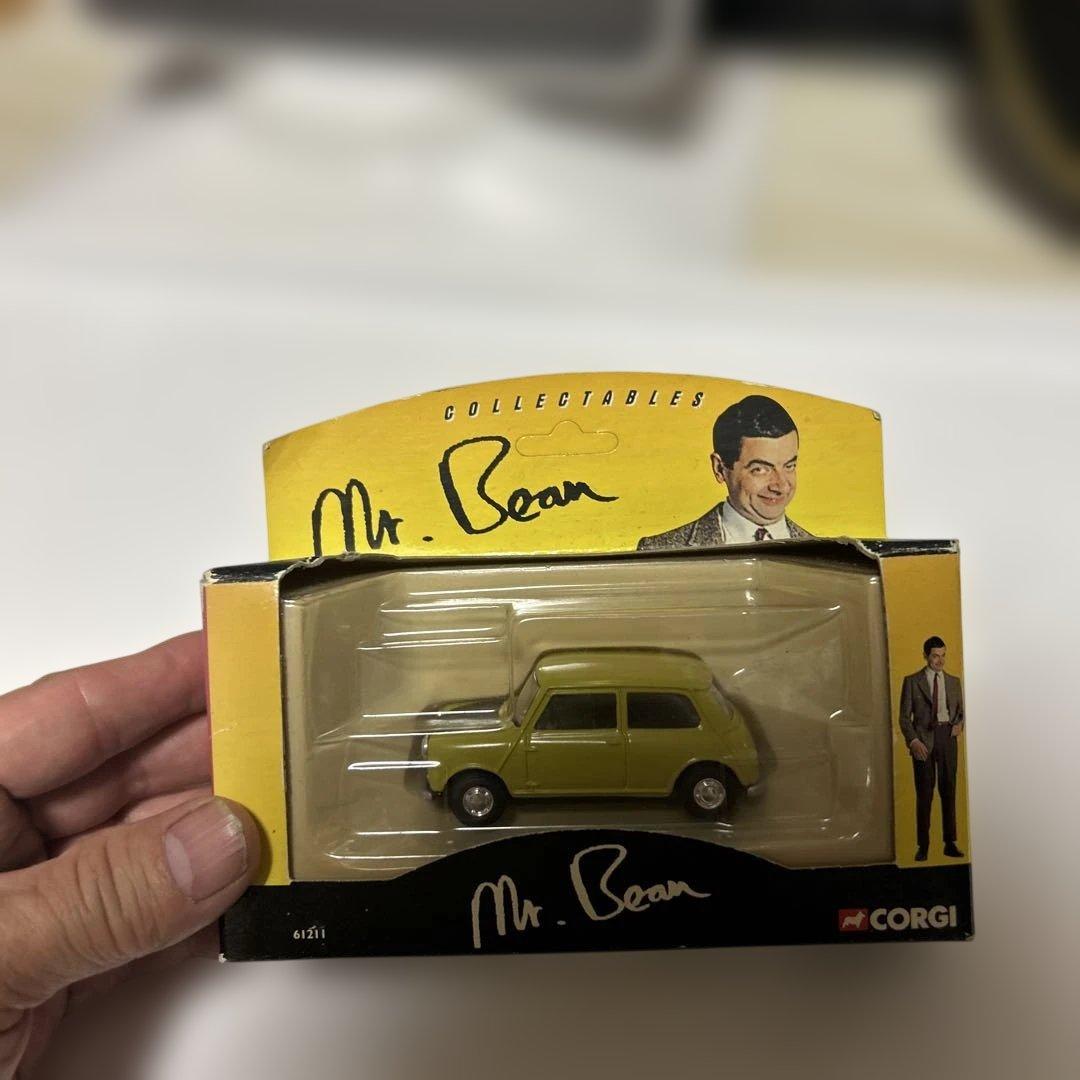 COLLECTABLES
Mr. Bean
Mr. Bean
61211
CORGI